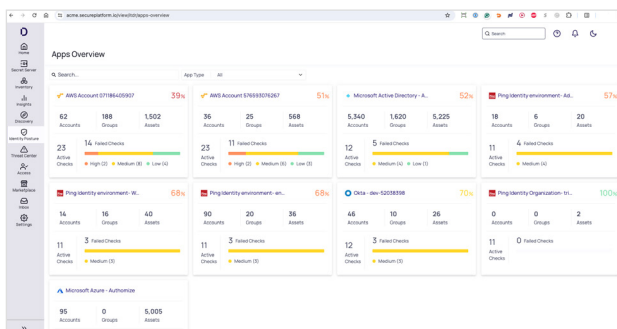 acme.secureplatform.io/view/itdr/apps-overview
Search
Home
Secret Server
Inventory
Insights
Discovery
Identity Posture
Threat Center
Access
Marketplace
Inbox
Settings
Apps Overview
Search...
App Type All
AWS Account 071186405907 39%
62 188 1,502
Accounts Groups Assets
23 14 Failed Checks
Active Checks High (2) Medium (8) Low (4)
AWS Account 576593076267 51%
36 25 568
Accounts Groups Assets
23 11 Failed Checks
Active Checks High (2) Medium (6) Low (3)
Microsoft Active Directory - A... 52%
5,340 1,620 5,225
Accounts Groups Assets
12 5 Failed Checks
Active Checks Medium (4) Low (1)
Ping Identity environment- Ad... 57%
18 6 20
Accounts Groups Assets
11 4 Failed Checks
Active Checks Medium (4)
Ping Identity environment- W... 68%
14 16 40
Accounts Groups Assets
11 3 Failed Checks
Active Checks Medium (3)
Ping Identity environment- en... 68%
90 20 36
Accounts Groups Assets
11 3 Failed Checks
Active Checks Medium (3)
Okta - dev-52038398 70%
46 10 26
Accounts Groups Assets
12 3 Failed Checks
Active Checks Medium (3)
Ping Identity Organization- tri... 100%
0 0 2
Accounts Groups Assets
11 0 Failed Checks
Active Checks
Microsoft Azure - Authomize
95 0 5,005
Accounts Groups Assets